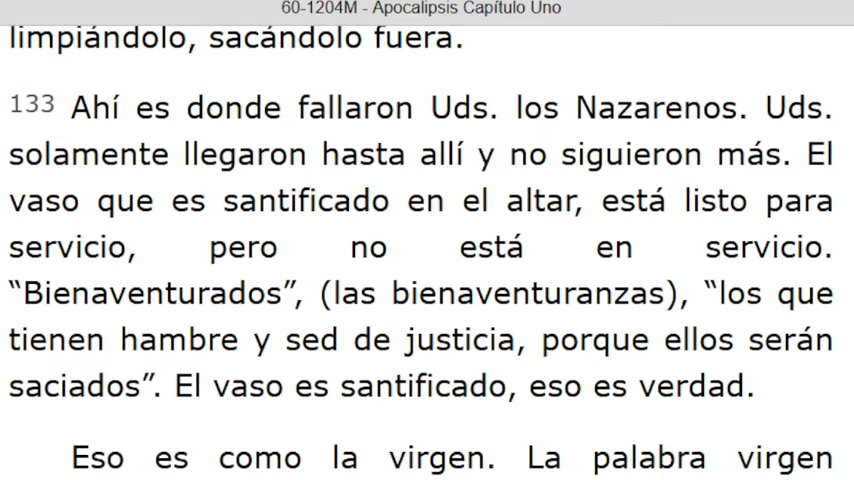 60-1204M - Apocalipsis Capítulo Uno
limpiándolo, sacándolo fuera.
133 Ahí es donde fallaron Uds. los Nazarenos. Uds.
solamente llegaron hasta allí y no siguieron más. El
vaso que es santificado en el altar, está listo para
servicio, pero no está en servicio.
“Bienaventurados”, (las bienaventuranzas), “los que
tienen hambre y sed de justicia, porque ellos serán
saciados”. El vaso es santificado, eso es verdad.
Eso es como la virgen. La palabra virgen